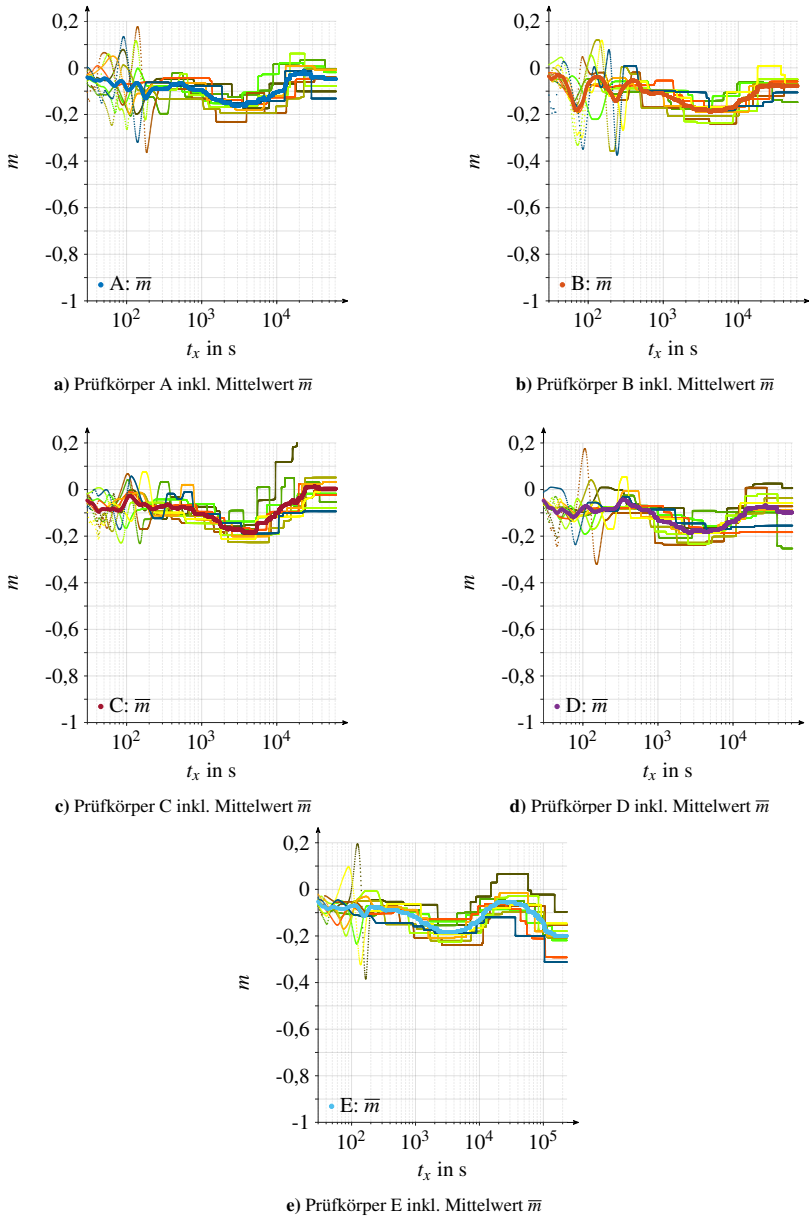 0,2
0
-0,2
-0,4
-0,6
-0,8
-1
m
A: m̅
10² 10³ 10⁴
tₓ in s
a) Prüfkörper A inkl. Mittelwert m̅
0,2
0
-0,2
-0,4
-0,6
-0,8
-1
m
B: m̅
10² 10³ 10⁴
tₓ in s
b) Prüfkörper B inkl. Mittelwert m̅
0,2
0
-0,2
-0,4
-0,6
-0,8
-1
m
C: m̅
10² 10³ 10⁴
tₓ in s
c) Prüfkörper C inkl. Mittelwert m̅
0,2
0
-0,2
-0,4
-0,6
-0,8
-1
m
D: m̅
10² 10³ 10⁴
tₓ in s
d) Prüfkörper D inkl. Mittelwert m̅
0,2
0
-0,2
-0,4
-0,6
-0,8
-1
m
E: m̅
10² 10³ 10⁴ 10⁵
tₓ in s
e) Prüfkörper E inkl. Mittelwert m̅